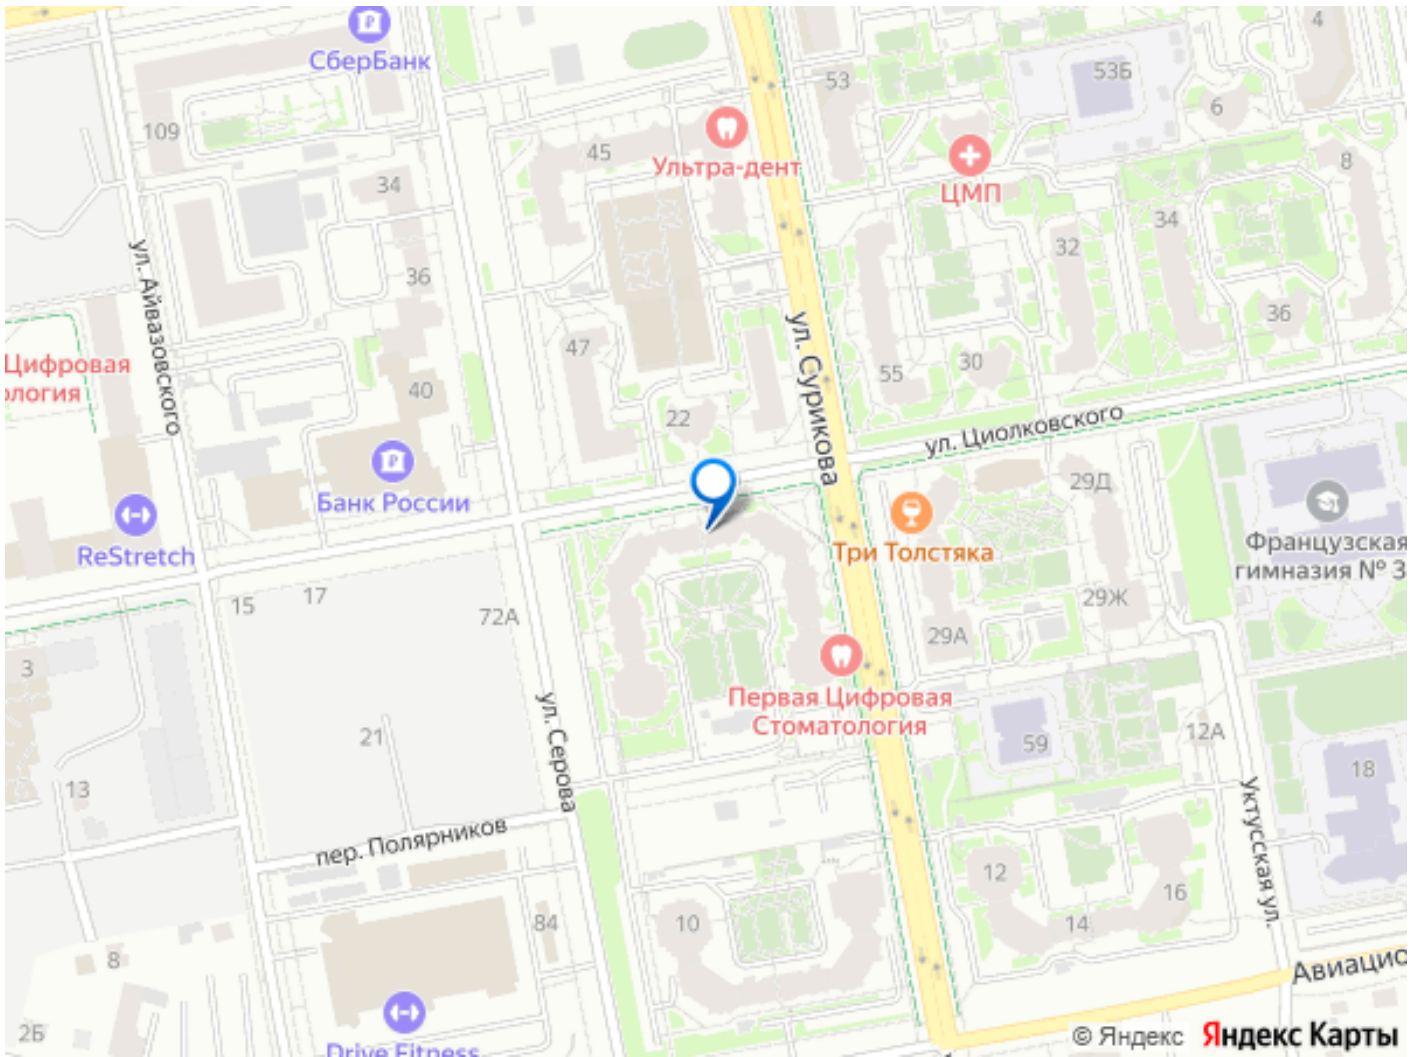 СберБанк
4
53
53Б
6
109
45
Ультра-дент
ЦМП
8
34
34
32
ул. Айвазовского
36
ул. Сурикова
36
47
30
55
Цифровая
ология
40
22
ул. Циолковского
Банк России
29Д
ReStretch
Три Толстяка
Французская
гимназия № 3
15
17
72А
29Ж
29А
3
Первая Цифровая
Стоматология
ул. Серова
21
59
12А
13
18
Уктусская ул.
пер. Полярников
12
16
10
84
14
8
Авиацио
2Б
Drive Fitness
© Яндекс Яндекс Карты